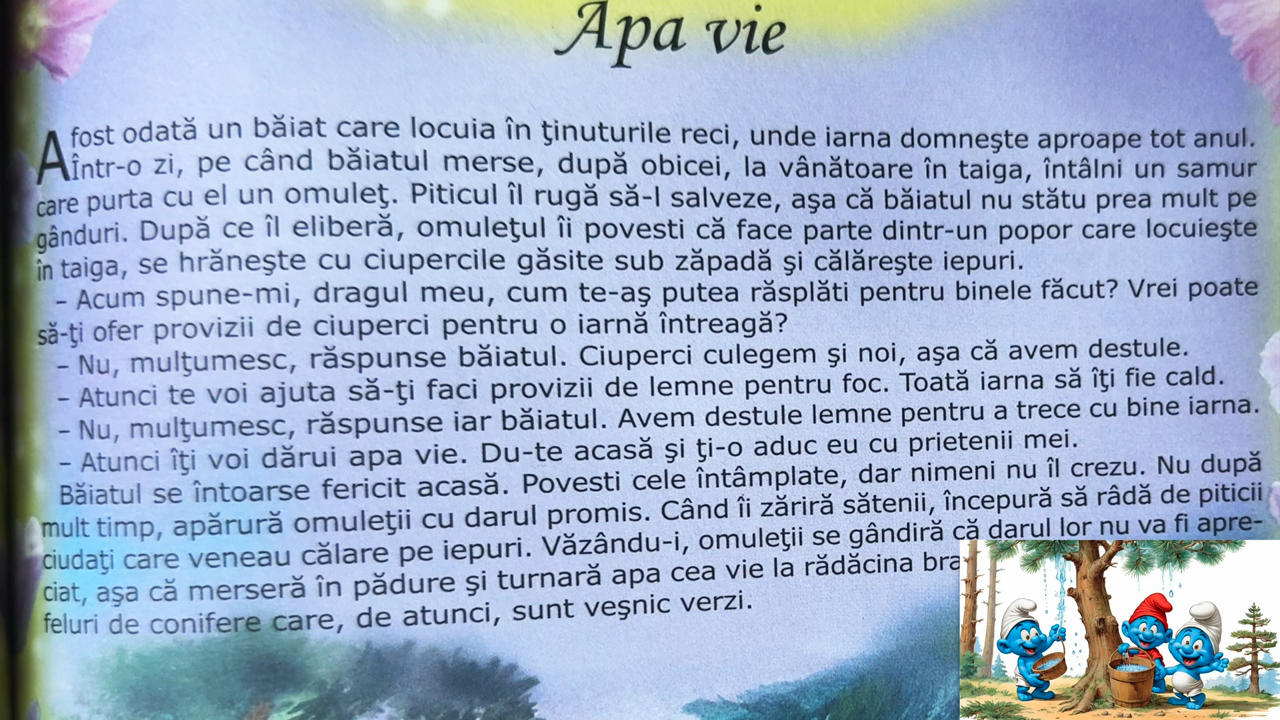 Apa vie
A fost odată un băiat care locuia în ţinuturile reci, unde iarna domneşte aproape tot anul.
Într-o zi, pe când băiatul merse, după obicei, la vânătoare în taiga, întâlni un samur
care purta cu el un omuleţ. Piticul îl rugă să-l salveze, aşa că băiatul nu stătu prea mult pe
gânduri. După ce îl eliberă, omuleţul îi povesti că face parte dintr-un popor care locuieşte
în taiga, se hrăneşte cu ciupercile găsite sub zăpadă şi călăreşte iepuri.
– Acum spune-mi, dragul meu, cum te-aş putea răsplăti pentru binele făcut? Vrei poate
să-ţi ofer provizii de ciuperci pentru o iarnă întreagă?
– Nu, mulţumesc, răspunse băiatul. Ciuperci culegem şi noi, aşa că avem destule.
– Atunci te voi ajuta să-ţi faci provizii de lemne pentru foc. Toată iarna să îţi fie cald.
– Nu, mulţumesc, răspunse iar băiatul. Avem destule lemne pentru a trece cu bine iarna.
– Atunci îţi voi dărui apa vie. Du-te acasă şi ţi-o aduc eu cu prietenii mei.
Băiatul se întoarse fericit acasă. Povesti cele întâmplate, dar nimeni nu îl crezu. Nu după
mult timp, apărură omuleţii cu darul promis. Când îi zăriră sătenii, începură să râdă de piticii
ciudaţi care veneau călare pe iepuri. Văzându-i, omuleţii se gândiră că darul lor nu va fi apre-
ciat, aşa că merseră în pădure şi turnară apa cea vie la rădăcina
feluri de conifere care, de atunci, sunt veşnic verzi.